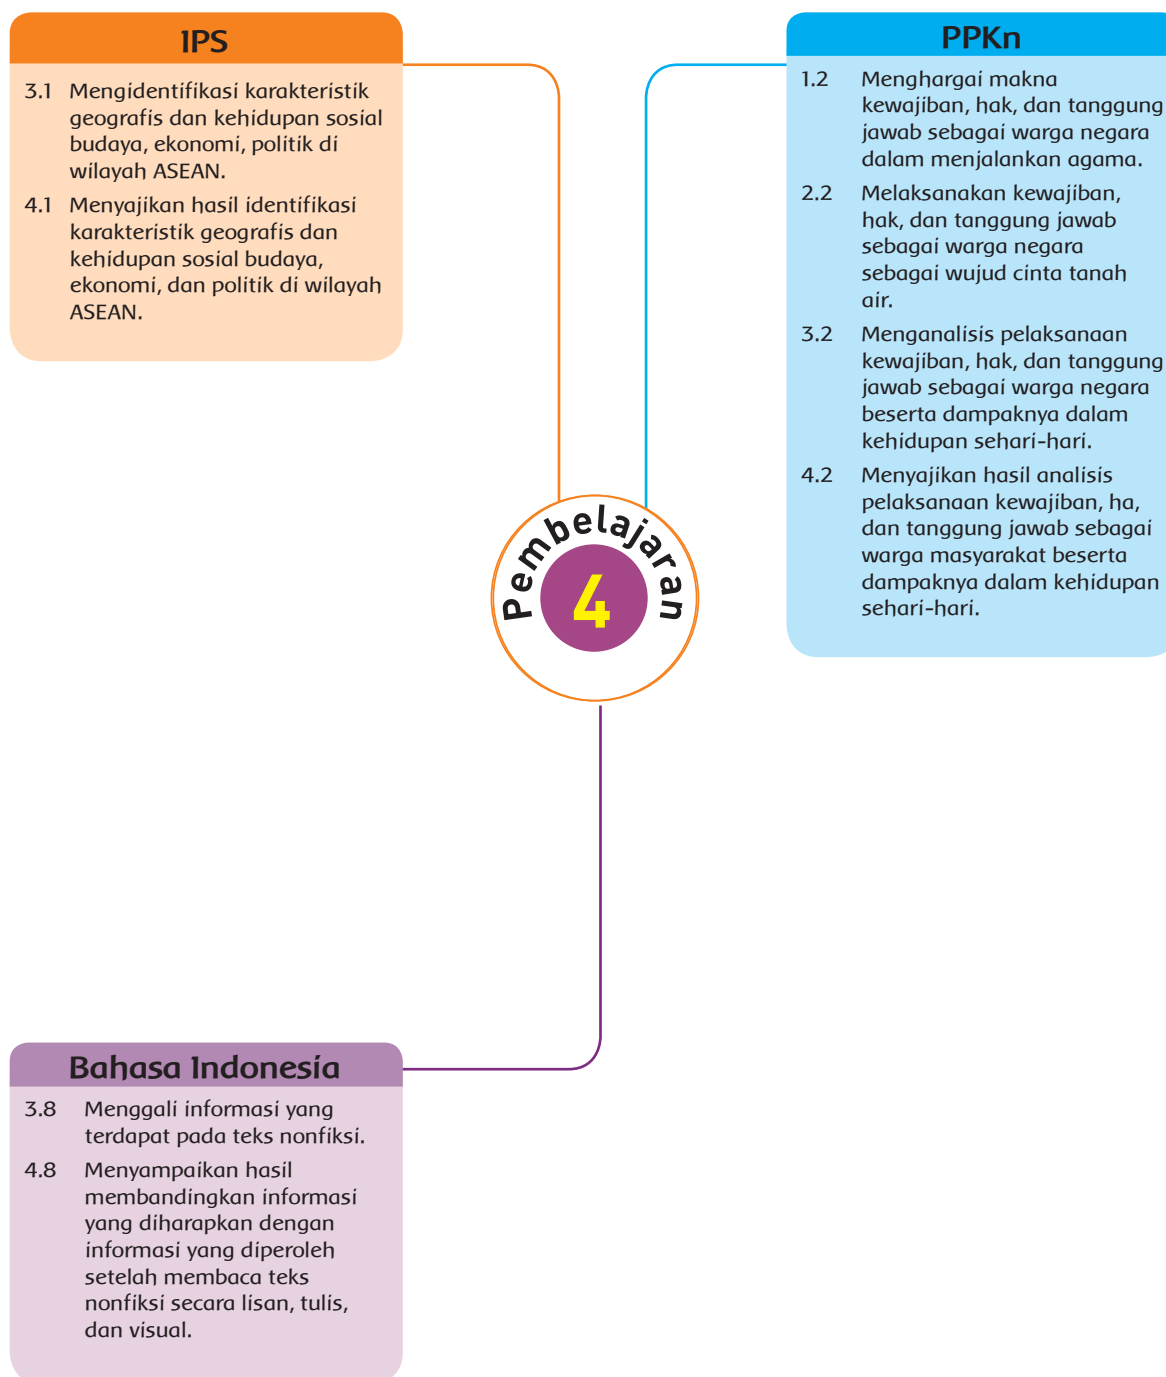 IPS
3.1 Mengidentifikasi karakteristik
geografis dan kehidupan sosial
budaya, ekonomi, politik di
wilayah ASEAN.
4.1 Menyajikan hasil identifikasi
karakteristik geografis dan
kehidupan sosial budaya,
ekonomi, dan politik di wilayah
ASEAN.
PPKn
1.2 Menghargai makna
kewajiban, hak, dan tanggung
jawab sebagai warga negara
dalam menjalankan agama.
2.2 Melaksanakan kewajiban,
hak, dan tanggung jawab
sebagai warga negara
sebagai wujud cinta tanah
air.
3.2 Menganalisis pelaksanaan
kewajiban, hak, dan tanggung
jawab sebagai warga negara
beserta dampaknya dalam
kehidupan sehari-hari.
4.2 Menyajikan hasil analisis
pelaksanaan kewajiban, ha,
dan tanggung jawab sebagai
warga masyarakat beserta
dampaknya dalam kehidupan
sehari-hari.
Pembelajaran
4
Bahasa Indonesia
3.8 Menggali informasi yang
terdapat pada teks nonfiksi.
4.8 Menyampaikan hasil
membandingkan informasi
yang diharapkan dengan
informasi yang diperoleh
setelah membaca teks
nonfiksi secara lisan, tulis,
dan visual.